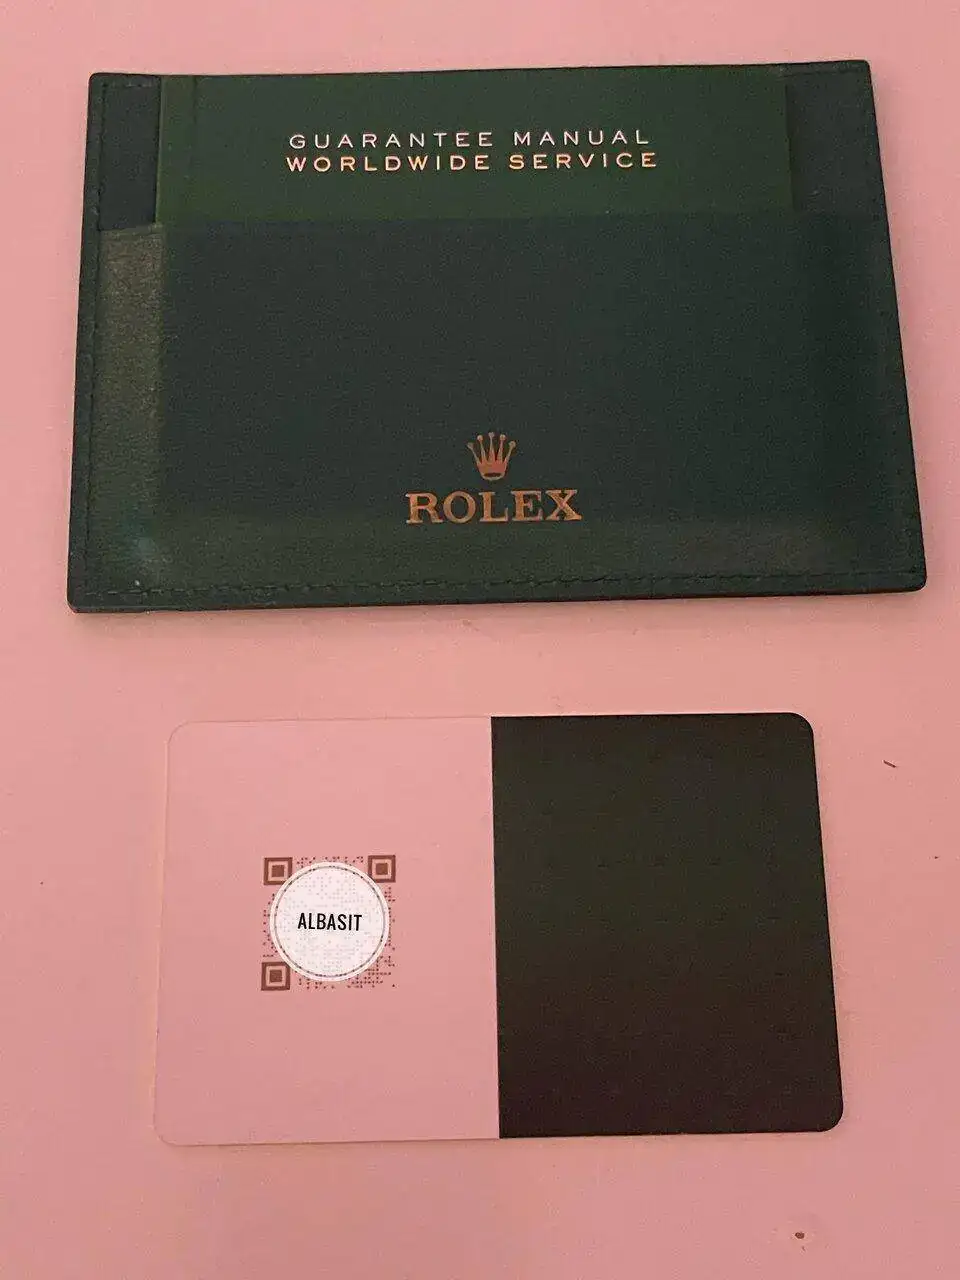 GUARANTEE MANUAL
WORLDWIDE SERVICE
ROLEX
ALBASIT